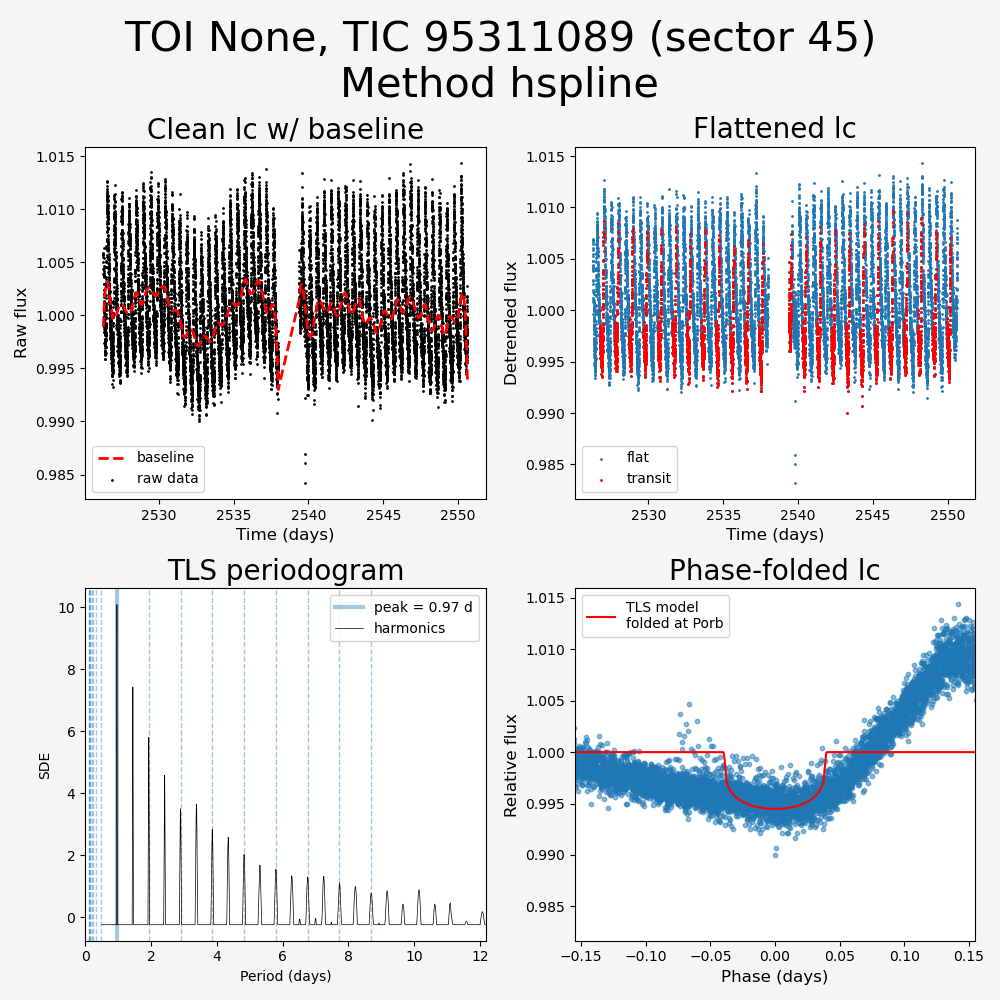 TOI None, TIC 95311089 (sector 45)
Method hspline
Clean lc w/ baseline
Flattened lc
1.015
1.010
1.005
1.000
0.995
0.990
0.985
Raw flux
baseline
raw data
2530
2535
2540
2545
2550
Time (days)
1.015
1.010
1.005
1.000
0.995
0.990
0.985
Detrended flux
flat
transit
2530
2535
2540
2545
2550
Time (days)
TLS periodogram
Phase-folded lc
10
8
6
4
2
0
SDE
peak = 0.97 d
harmonics
0
2
4
6
8
10
12
Period (days)
1.015
1.010
1.005
1.000
0.995
0.990
0.985
Relative flux
TLS model
folded at Porb
−0.15
−0.10
−0.05
0.00
0.05
0.10
0.15
Phase (days)